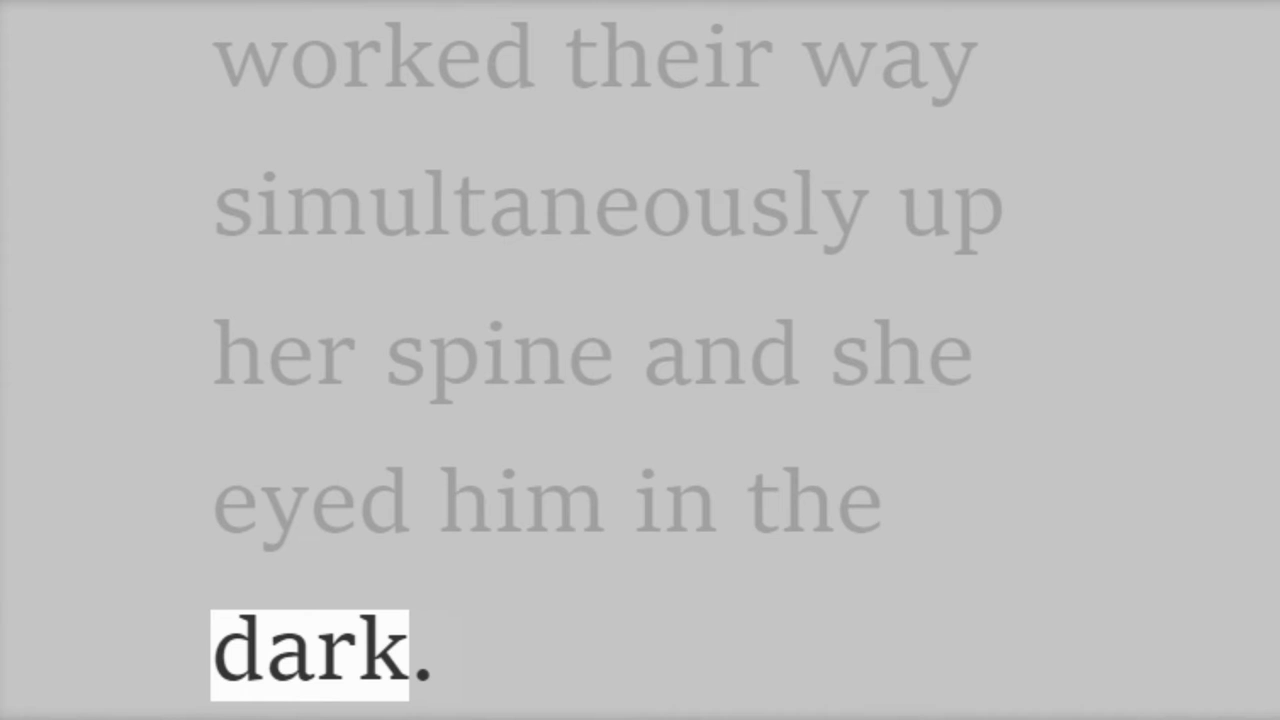 worked their way
simultaneously up
her spine and she
eyed him in the
dark.